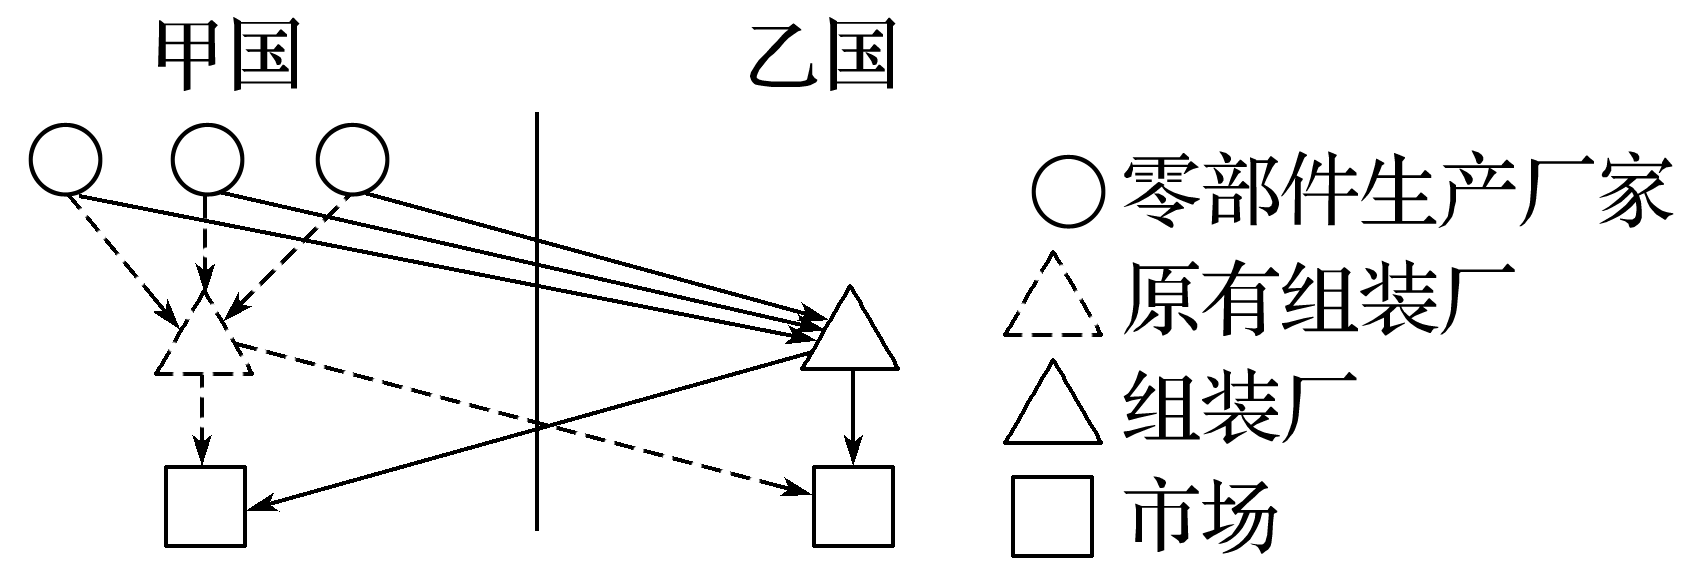 甲国
乙国
零部件生产厂家
原有组装厂
组装厂
市场